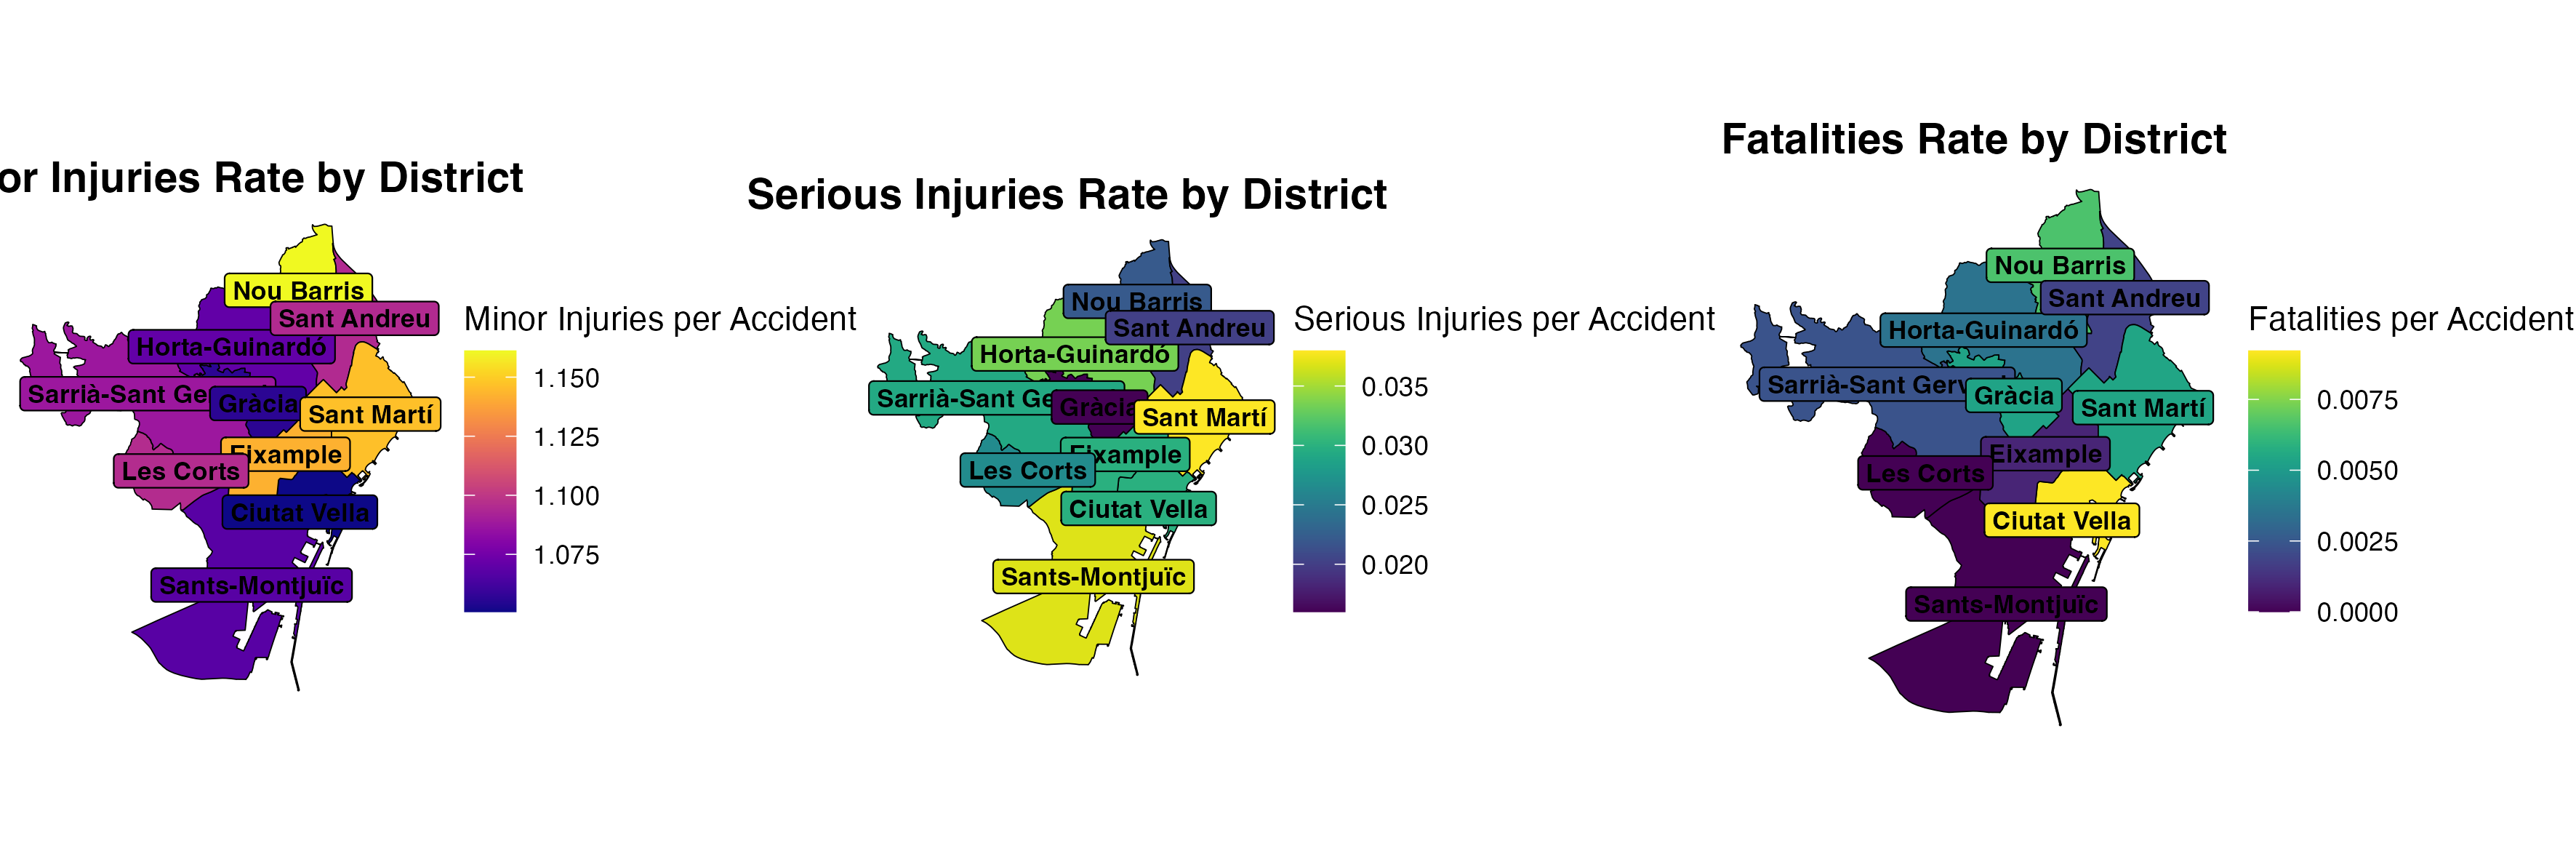 or Injuries Rate by District
Nou Barris
Sant Andreu
Horta-Guinardó
Sarrià-Sant Ge
Gràcia
Sant Martí
Eixample
Les Corts
Ciutat Vella
Sants-Montjuïc
Minor Injuries per Accident
1.150
1.125
1.100
1.075
Serious Injuries Rate by District
Nou Barris
Sant Andreu
Horta-Guinardó
Sarrià-Sant Ge
Gràcia
Sant Martí
Eixample
Les Corts
Ciutat Vella
Sants-Montjuïc
Serious Injuries per Accident
0.035
0.030
0.025
0.020
Fatalities Rate by District
Nou Barris
Sant Andreu
Horta-Guinardó
Sarrià-Sant Gerv
Gràcia
Sant Martí
Eixample
Les Corts
Ciutat Vella
Sants-Montjuïc
Fatalities per Accident
0.0075
0.0050
0.0025
0.0000